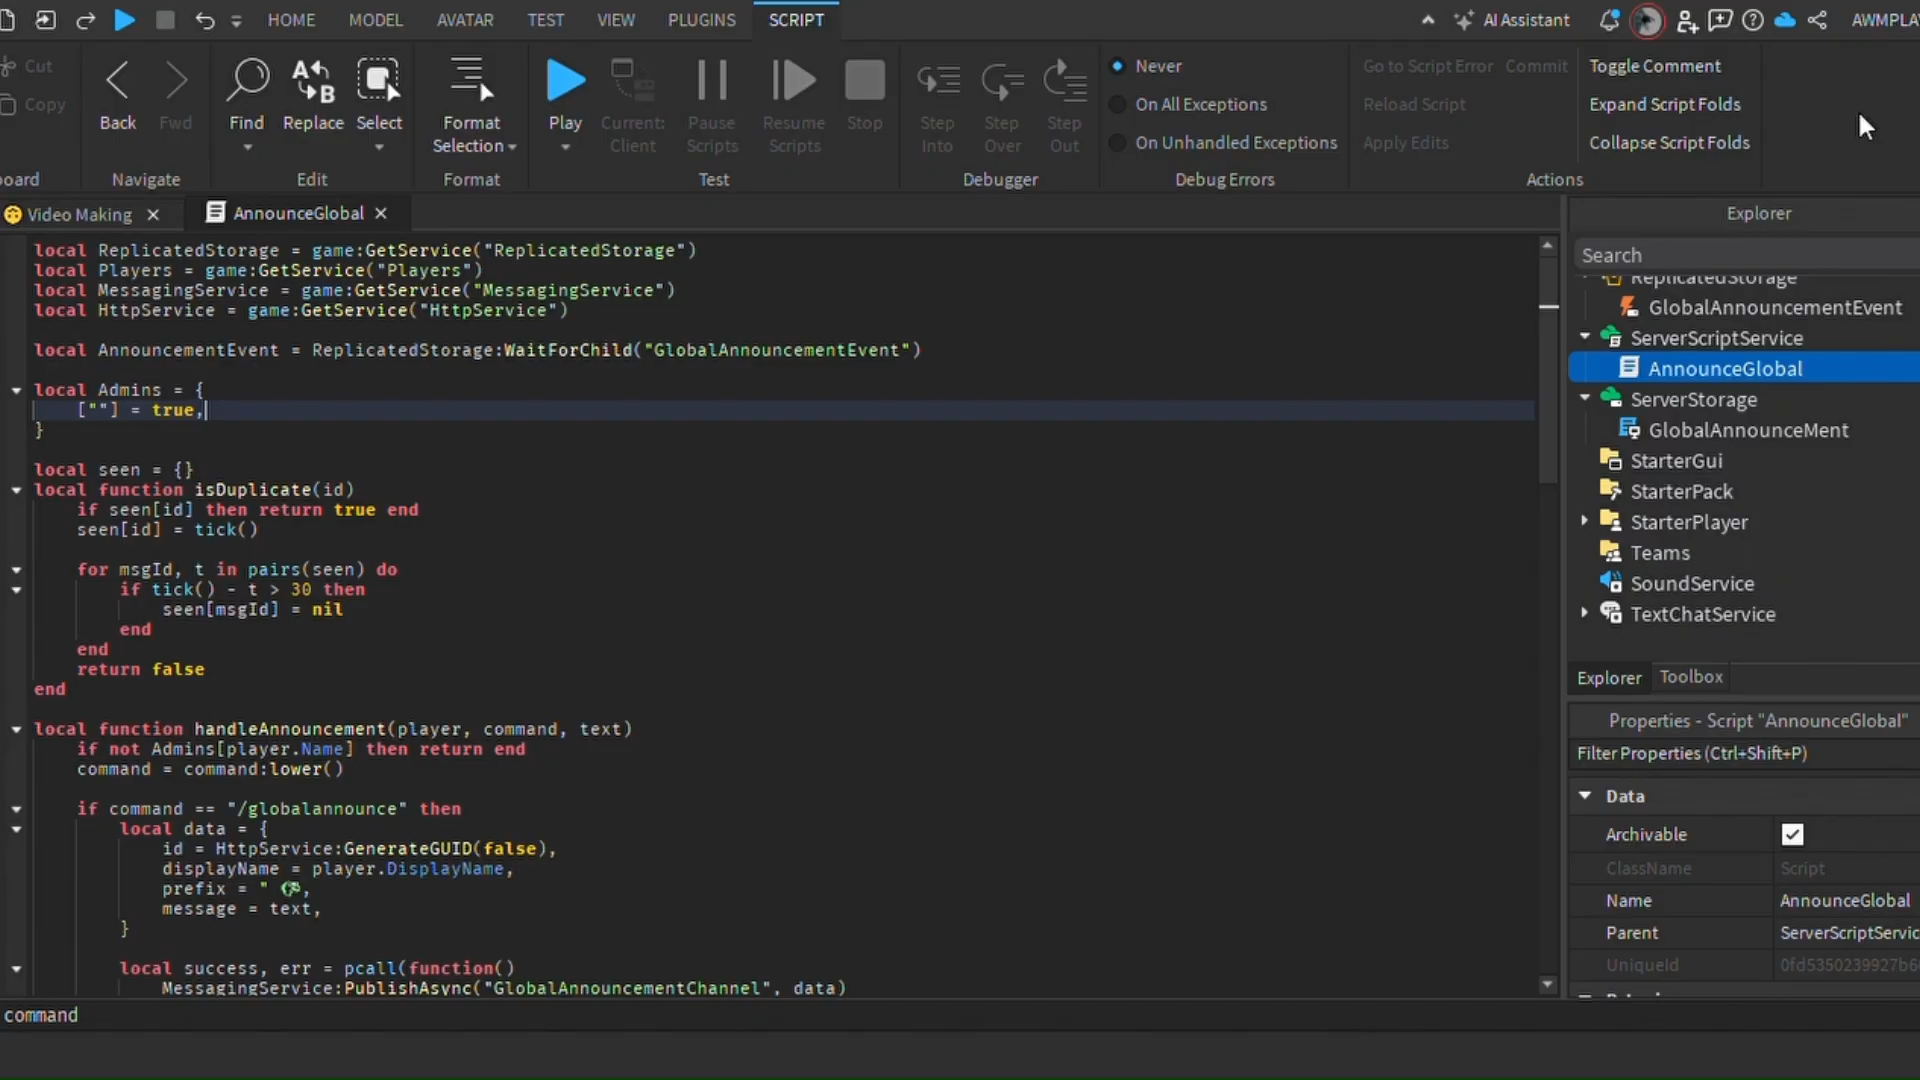 HOME MODEL AVATAR TEST VIEW PLUGINS SCRIPT AI Assistant
Cut
Copy
Back Fwd
Navigate
Find Replace Select
Edit
Format
Selection
Format
Play Current:
Client Pause
Scripts Resume
Scripts Stop
Test
Step
Into Step
Over Step
Out
Debugger
Never
On All Exceptions
On Unhandled Exceptions
Debug Errors
Go to Script Error Commit
Reload Script
Apply Edits
Toggle Comment
Expand Script Folds
Collapse Script Folds
Actions
Video Making AnnounceGlobal
local ReplicatedStorage = game:GetService("ReplicatedStorage")
local Players = game:GetService("Players")
local MessagingService = game:GetService("MessagingService")
local HttpService = game:GetService("HttpService")
local AnnouncementEvent = ReplicatedStorage:WaitForChild("GlobalAnnouncementEvent")
local Admins = {
[""] = true,
}
local seen = {}
local function isDuplicate(id)
if seen[id] then return true end
seen[id] = tick()
for msgId, t in pairs(seen) do
if tick() - t > 30 then
seen[msgId] = nil
end
end
return false
end
local function handleAnnouncement(player, command, text)
if not Admins[player.Name] then return end
command = command:lower()
if command == "/globalannounce" then
local data = {
id = HttpService:GenerateGUID(false),
displayName = player.DisplayName,
prefix = "
message = text,
}
local success, err = pcall(function()
MessagingService:PublishAsync("GlobalAnnouncementChannel", data)
command
Explorer
Search
ReplicatedStorage
GlobalAnnouncementEvent
ServerScriptService
AnnounceGlobal
ServerStorage
GlobalAnnounceMent
StarterGui
StarterPack
StarterPlayer
Teams
SoundService
TextChatService
Explorer Toolbox
Properties - Script "AnnounceGlobal"
Filter Properties (Ctrl+Shift+P)
Data
Archivable
ClassName Script
Name AnnounceGlobal
Parent ServerScriptServic
UniqueId